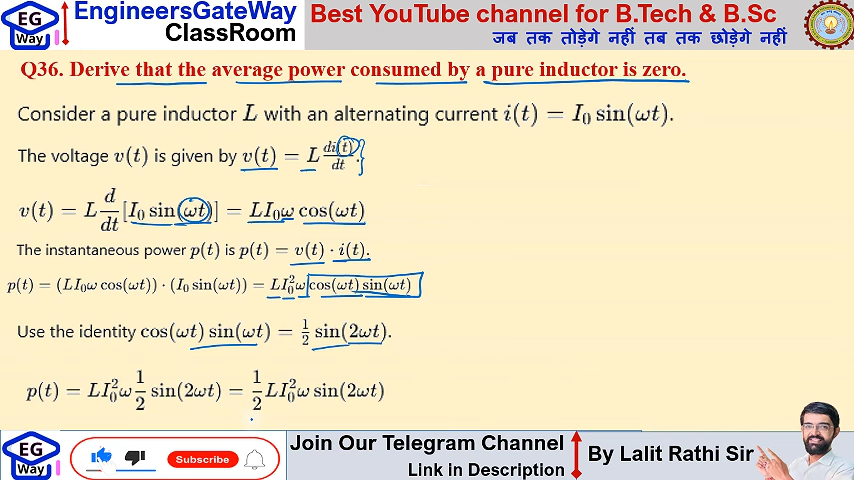 EG
Way
EngineersGateWay
ClassRoom
Best YouTube channel for B.Tech & B.Sc
जब तक तोड़ेगे नहीं तब तक छोड़ेगे नहीं
Q36. Derive that the average power consumed by a pure inductor is zero.
Consider a pure inductor L with an alternating current i(t) = I₀ sin(ωt).
The voltage v(t) is given by v(t) = L di(t)/dt.
v(t) = L d/dt [I₀ sin(ωt)] = LI₀ω cos(ωt)
The instantaneous power p(t) is p(t) = v(t) · i(t).
p(t) = (LI₀ω cos(ωt)) · (I₀ sin(ωt)) = LI₀²ω cos(ωt) sin(ωt)
Use the identity cos(ωt) sin(ωt) = 1/2 sin(2ωt).
p(t) = LI₀²ω 1/2 sin(2ωt) = 1/2 LI₀²ω sin(2ωt)
EG
Way
Subscribe
Join Our Telegram Channel
Link in Description
By Lalit Rathi Sir